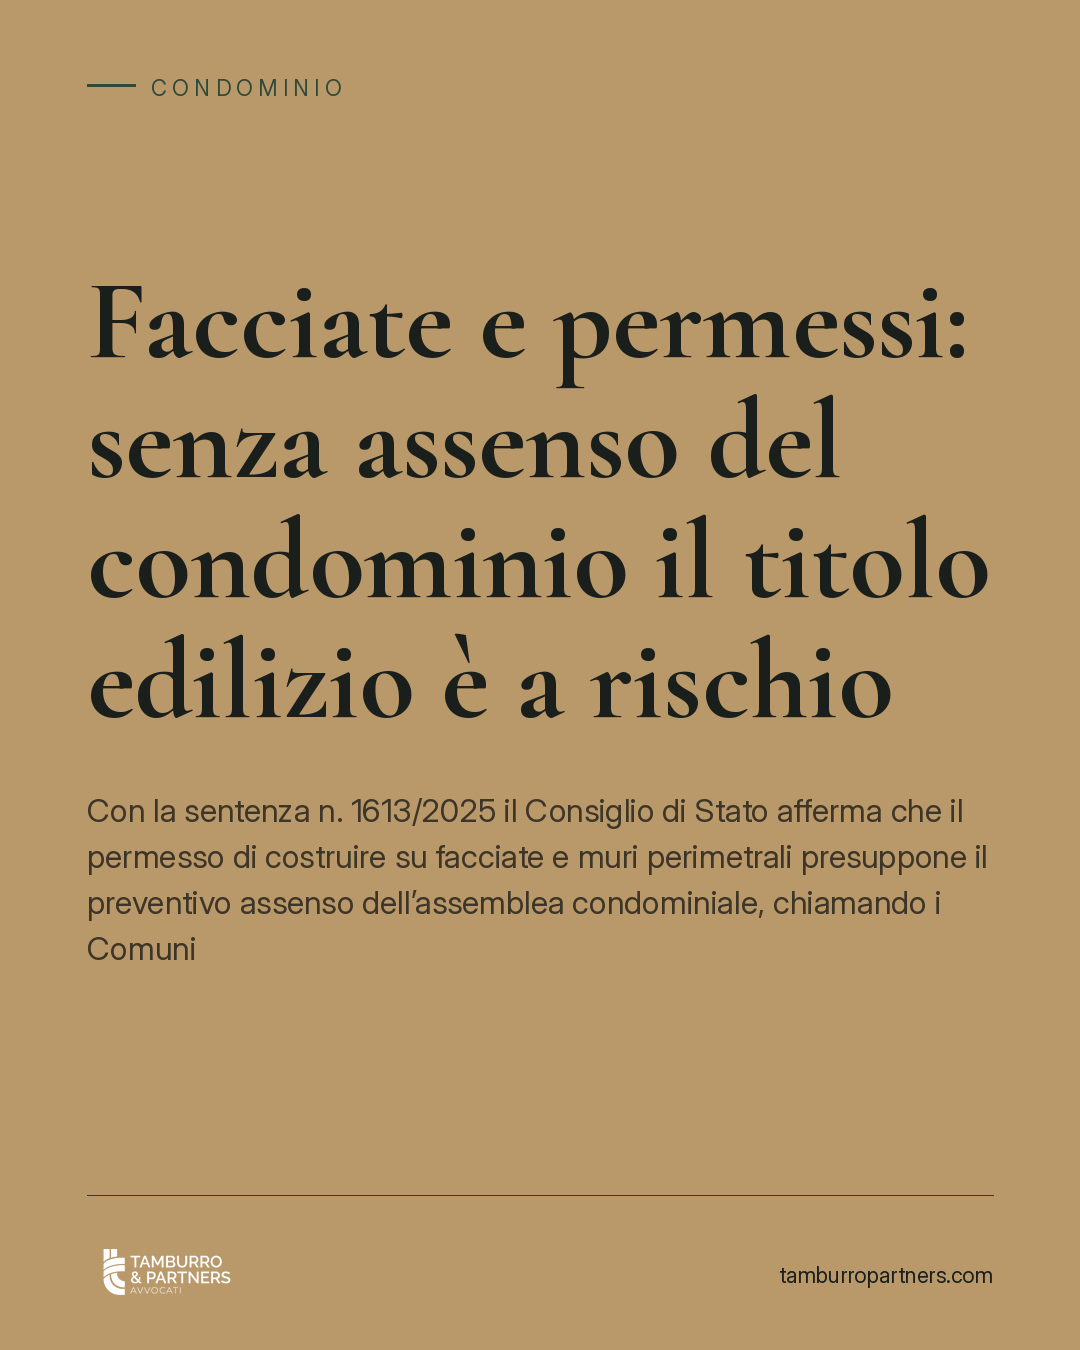 CONDOMINIO
Facciate e permessi:
senza assenso del
condominio il titolo
edilizio è a rischio
Con la sentenza n. 1613/2025 il Consiglio di Stato afferma che il
permesso di costruire su facciate e muri perimetrali presuppone il
preventivo assenso dell’assemblea condominiale, chiamando i
Comuni
TAMBURRO
& PARTNERS
AVVOCATI
tamburropartners.com